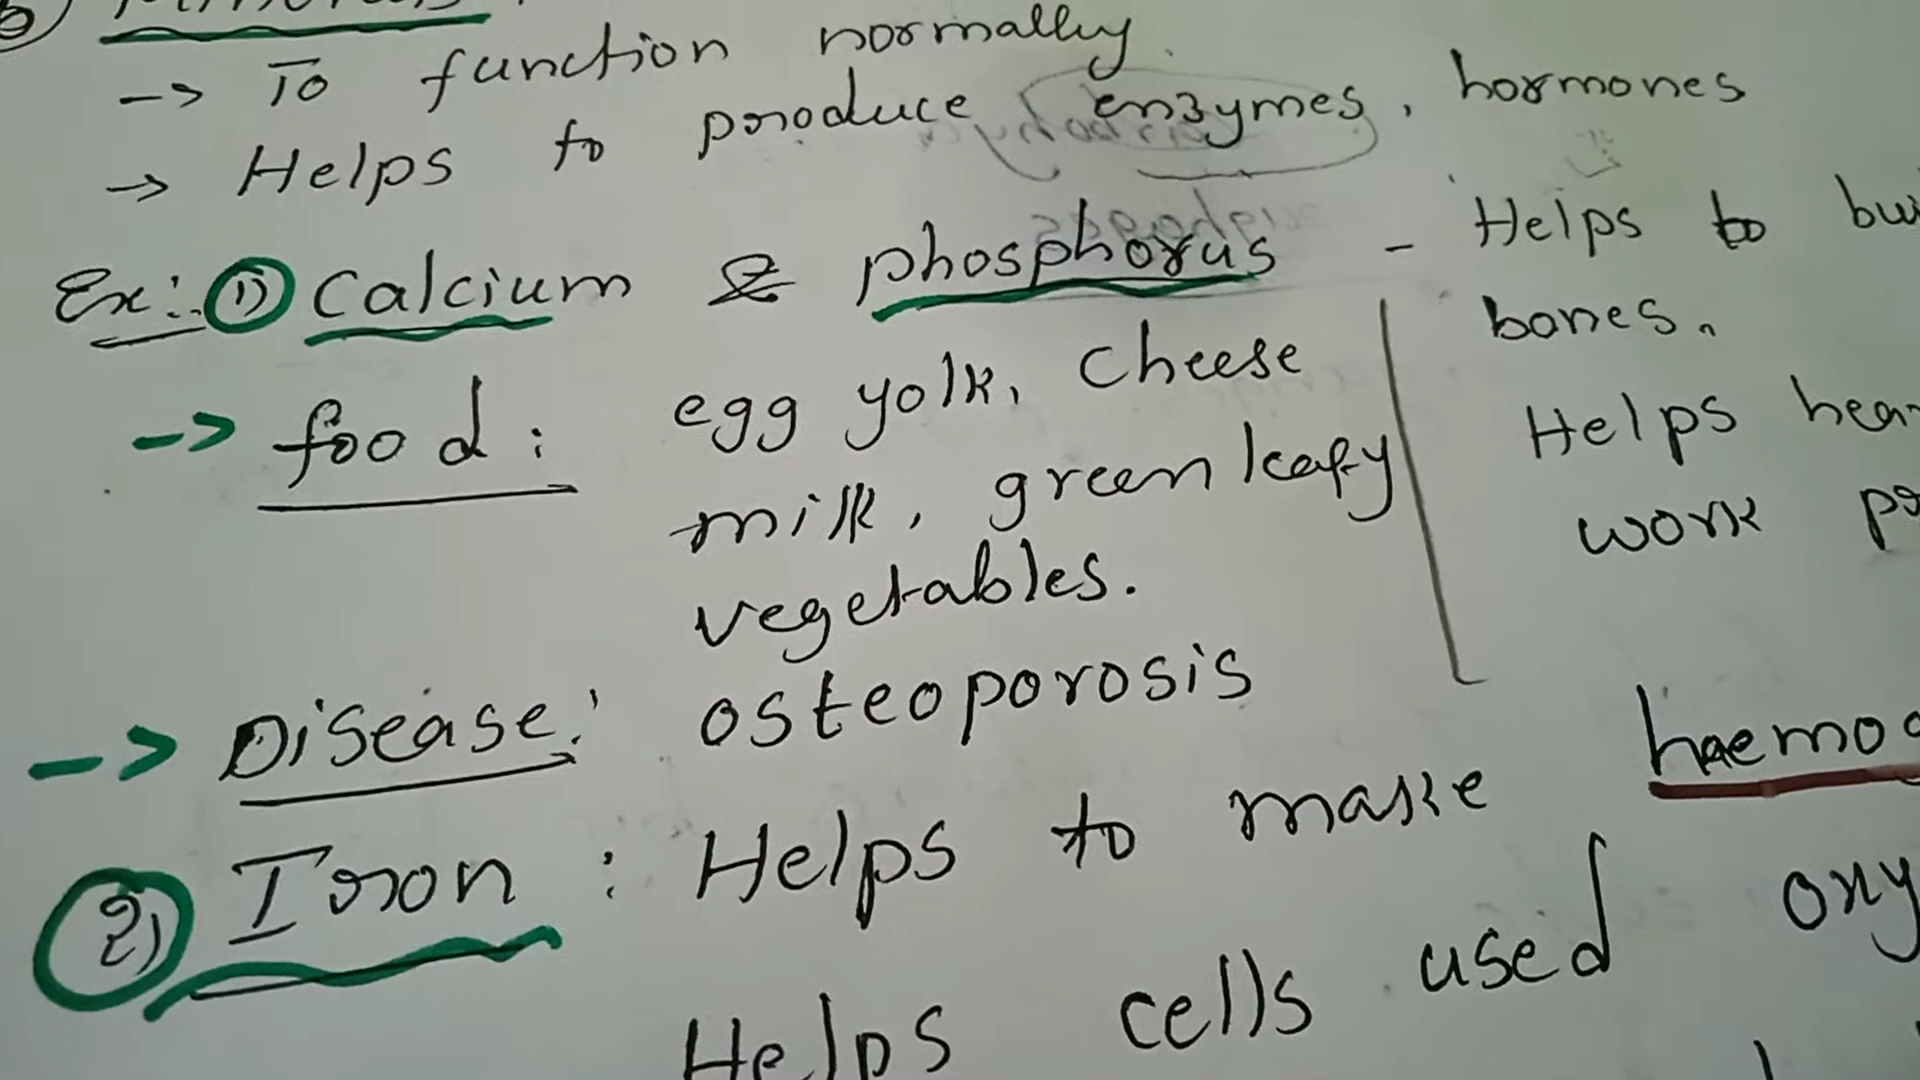 → To function normally
→ Helps to produce enzymes, hormones
Ex: 1) Calcium & phosphorus - Helps to
bones.
→ food: egg yolk, cheese
Helps
milk, green leafy
work
vegetables.
→ Disease: osteoporosis
2) Iron: Helps to make
Helps cells used